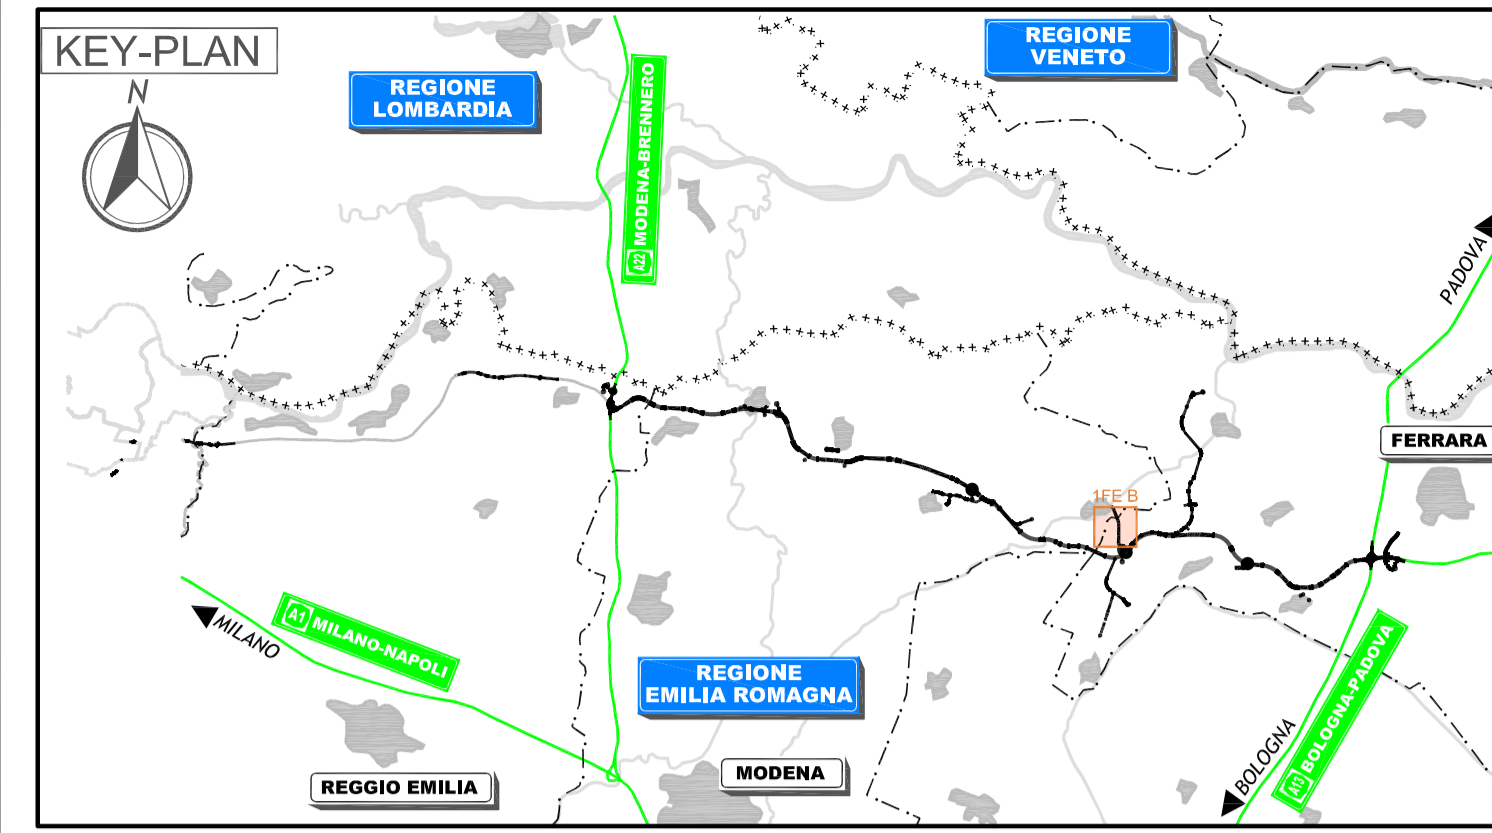 KEY-PLAN
N
REGIONE
LOMBARDIA
REGIONE
VENETO
A22 MODENA-BRENNERO
PADOVA
FERRARA
1FE B
A1 MILANO-NAPOLI
MILANO
REGIONE
EMILIA ROMAGNA
A13 BOLOGNA-PADOVA
BOLOGNA
REGGIO EMILIA
MODENA